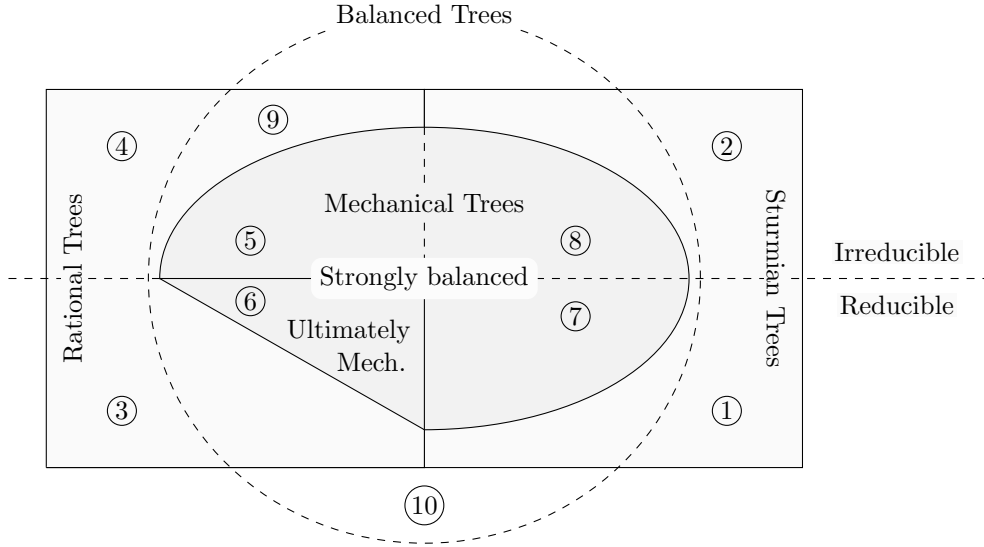 Balanced Trees
9
4
2
Rational Trees
Mechanical Trees
Sturmian Trees
5
8
Irreducible
Strongly balanced
6
7
Reducible
Ultimately
Mech.
3
1
10